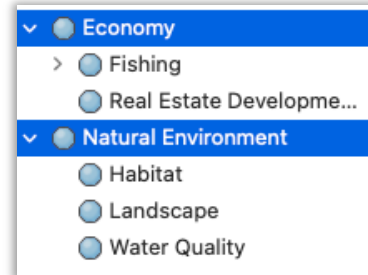 Economy
Fishing
Real Estate Developme...
Natural Environment
Habitat
Landscape
Water Quality